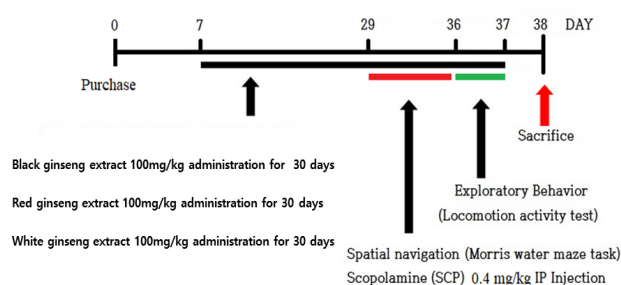 0 7 29 36 37 38 DAY
Purchase
Sacrifice
Black ginseng extract 100mg/kg administration for 30 days
Exploratory Behavior
Red ginseng extract 100mg/kg administration for 30 days
(Locomotion activity test)
White ginseng extract 100mg/kg administration for 30 days
Spatial navigation (Morris water maze task)
Scopolamine (SCP) 0.4 mg/kg IP Injection